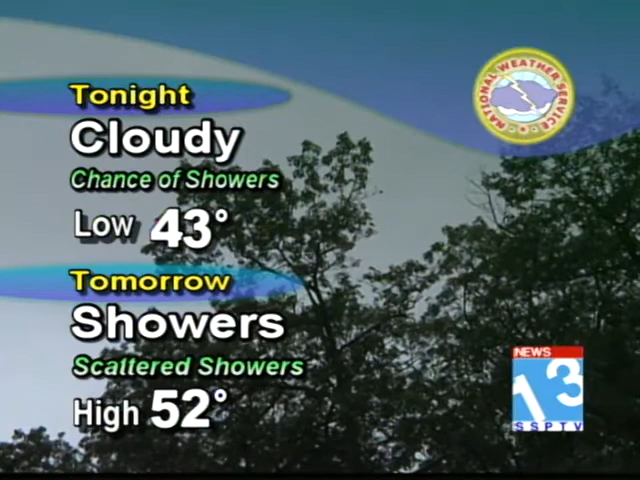 Tonight
Cloudy
Chance of Showers
Low 43°
Tomorrow
Showers
Scattered Showers
High 52°
NATIONAL WEATHER SERVICE
NEWS
13
SSPTV